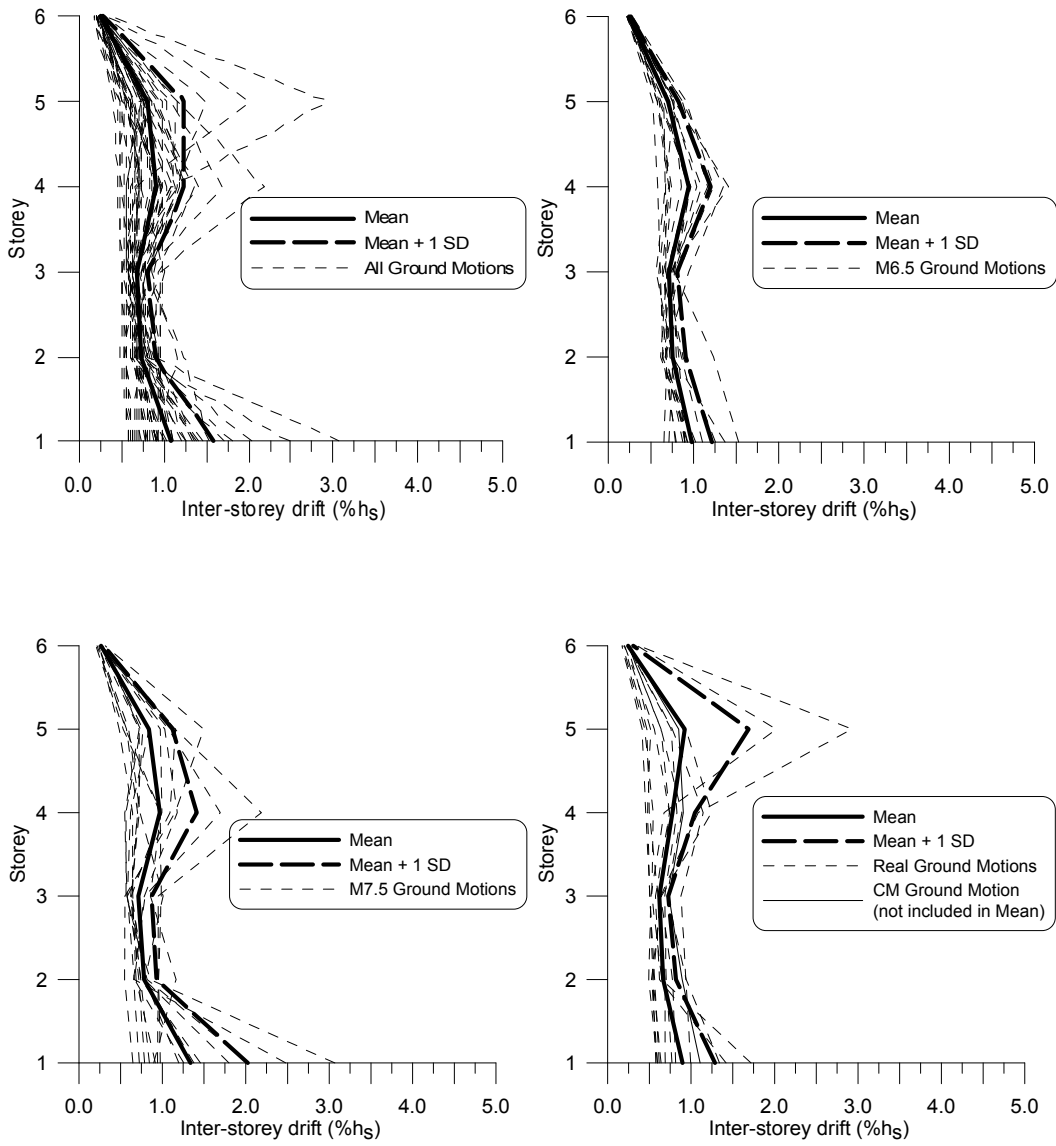 6
5
4
3
2
1
Storey
Mean
Mean + 1 SD
All Ground Motions
0.0 1.0 2.0 3.0 4.0 5.0
Inter-storey drift (%hs)
6
5
4
3
2
1
Storey
Mean
Mean + 1 SD
M6.5 Ground Motions
0.0 1.0 2.0 3.0 4.0 5.0
Inter-storey drift (%hs)
6
5
4
3
2
1
Storey
Mean
Mean + 1 SD
M7.5 Ground Motions
0.0 1.0 2.0 3.0 4.0 5.0
Inter-storey drift (%hs)
6
5
4
3
2
1
Storey
Mean
Mean + 1 SD
Real Ground Motions
CM Ground Motion
(not included in Mean)
0.0 1.0 2.0 3.0 4.0 5.0
Inter-storey drift (%hs)